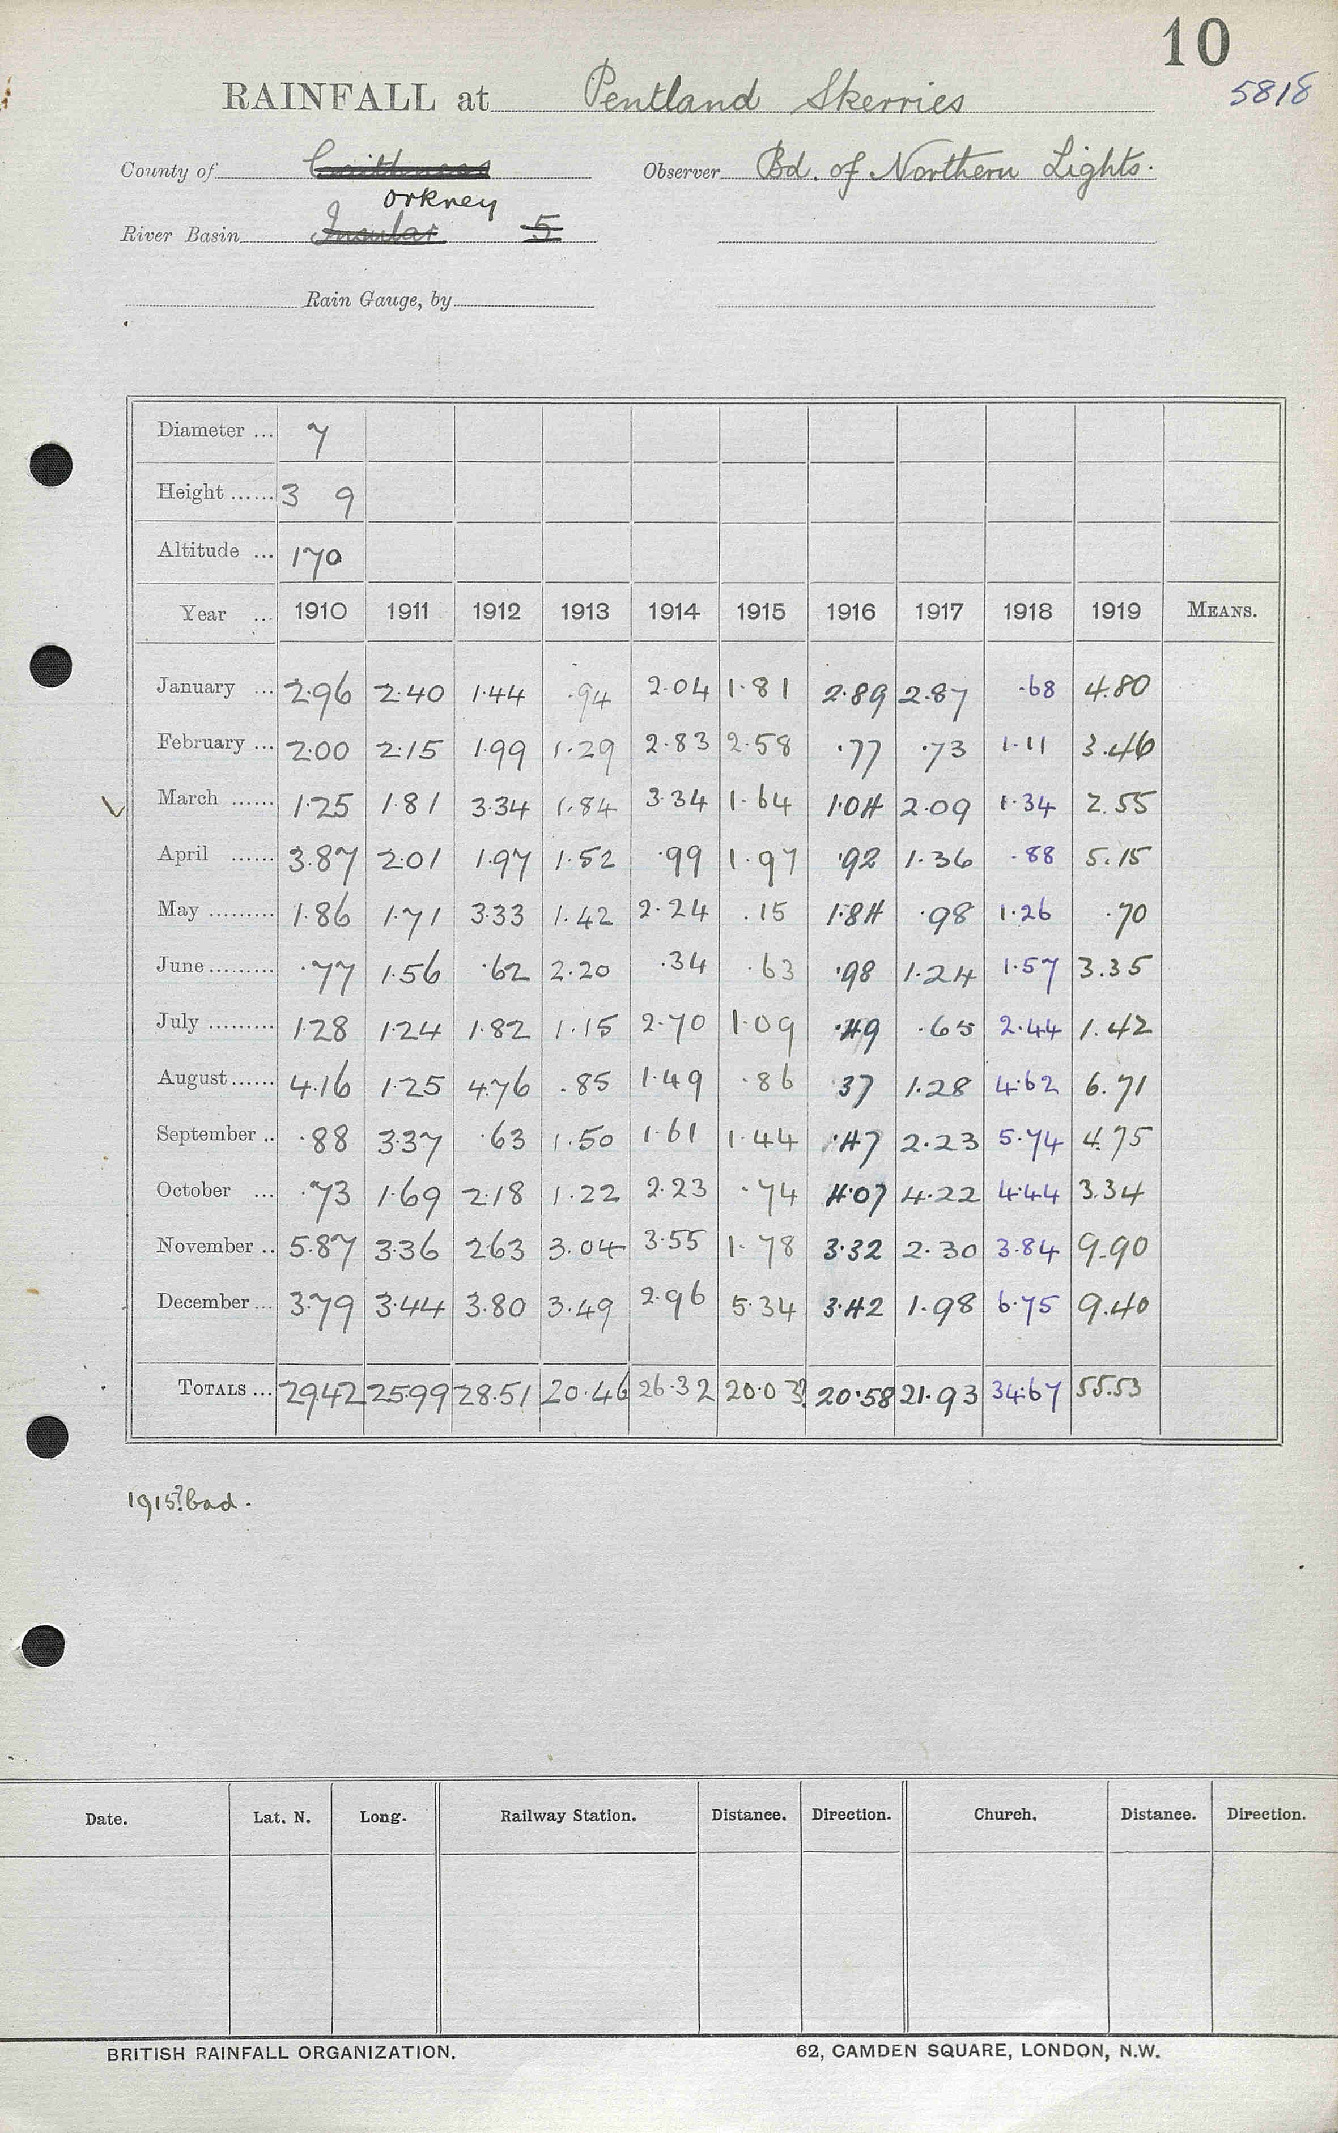 10
5818
RAINFALL at Pentland Skerries
County of Caithness Observer Bd. of Northern Lights.
Orkney
River Basin Insular 5
Rain Gauge, by
Diameter ... 7
Height ...... 3 9
Altitude ... 170
Year ... 1910 1911 1912 1913 1914 1915 1916 1917 1918 1919 MEANS.
January ... 2.96 2.40 1.44 .94 2.04 1.81 2.89 2.87 .68 4.80
February ... 2.00 2.15 1.99 1.29 2.83 2.58 .77 .73 1.11 3.46
March ...... 1.25 1.81 3.34 1.84 3.34 1.64 1.04 2.09 1.34 2.55
April ...... 3.87 2.01 1.97 1.52 .99 1.97 .92 1.36 .88 5.15
May ......... 1.86 1.71 3.33 1.42 2.24 .15 1.84 .98 1.26 .70
June ......... .77 1.56 .62 2.20 .34 .63 .98 1.24 1.57 3.35
July ......... 1.28 1.24 1.82 1.15 2.70 1.09 .49 .65 2.44 1.42
August ...... 4.16 1.25 4.76 .85 1.49 .86 .37 1.28 4.62 6.71
September .. .88 3.37 .63 1.50 1.61 1.44 .47 2.23 5.74 4.75
October ... .73 1.69 2.18 1.22 2.23 .74 4.07 4.22 4.44 3.34
November .. 5.87 3.36 2.63 3.04 3.55 1.78 3.32 2.30 3.84 9.90
December ... 3.79 3.44 3.80 3.49 2.96 5.34 3.42 1.98 6.75 9.40
TOTALS ... 29.42 25.99 28.51 20.46 26.32 20.03? 20.58 21.93 34.67 55.53
1915? bad.
Date. Lat. N. Long. Railway Station. Distance. Direction. Church. Distance. Direction.
BRITISH RAINFALL ORGANIZATION. 62, CAMDEN SQUARE, LONDON, N.W.